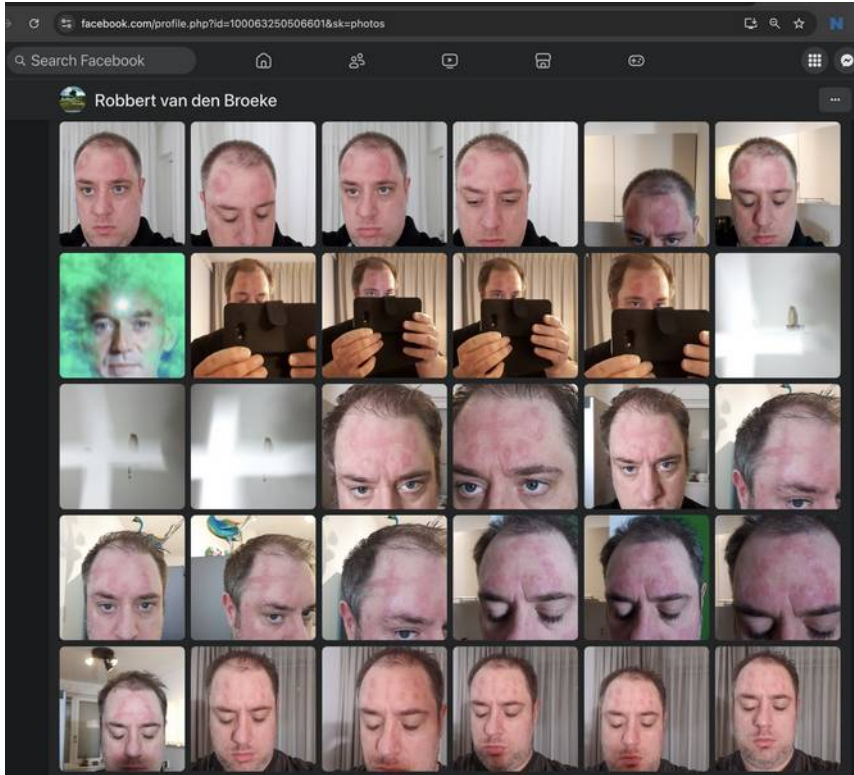 facebook.com/profile.php?id=100063250506601&sk=photos
Search Facebook
Robbert van den Broeke